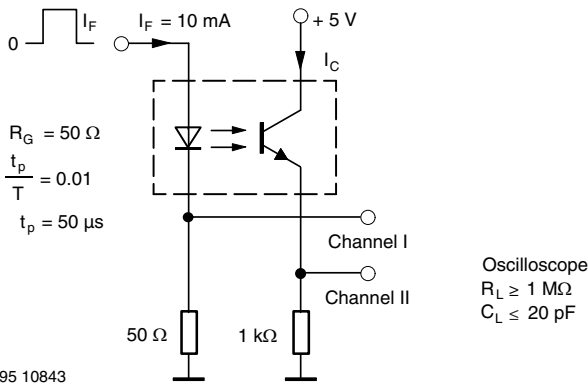 0
I_F
I_F = 10 mA
+ 5 V
I_C
R_G = 50 Ω
t_p
T
= 0.01
t_p = 50 μs
Channel I
Channel II
50 Ω
1 kΩ
Oscilloscope
R_L ≥ 1 MΩ
C_L ≤ 20 pF
95 10843